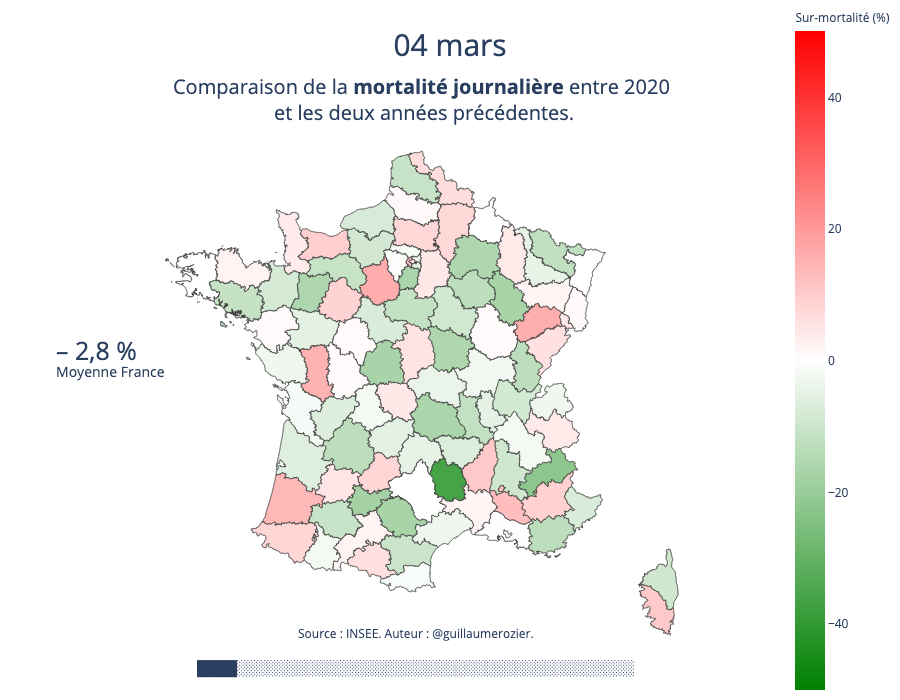 Sur-mortalité (%)
04 mars
Comparaison de la mortalité journalière entre 2020
et les deux années précédentes.
40
20
0
−20
−40
– 2,8 %
Moyenne France
Source : INSEE. Auteur : @guillaumerozier.